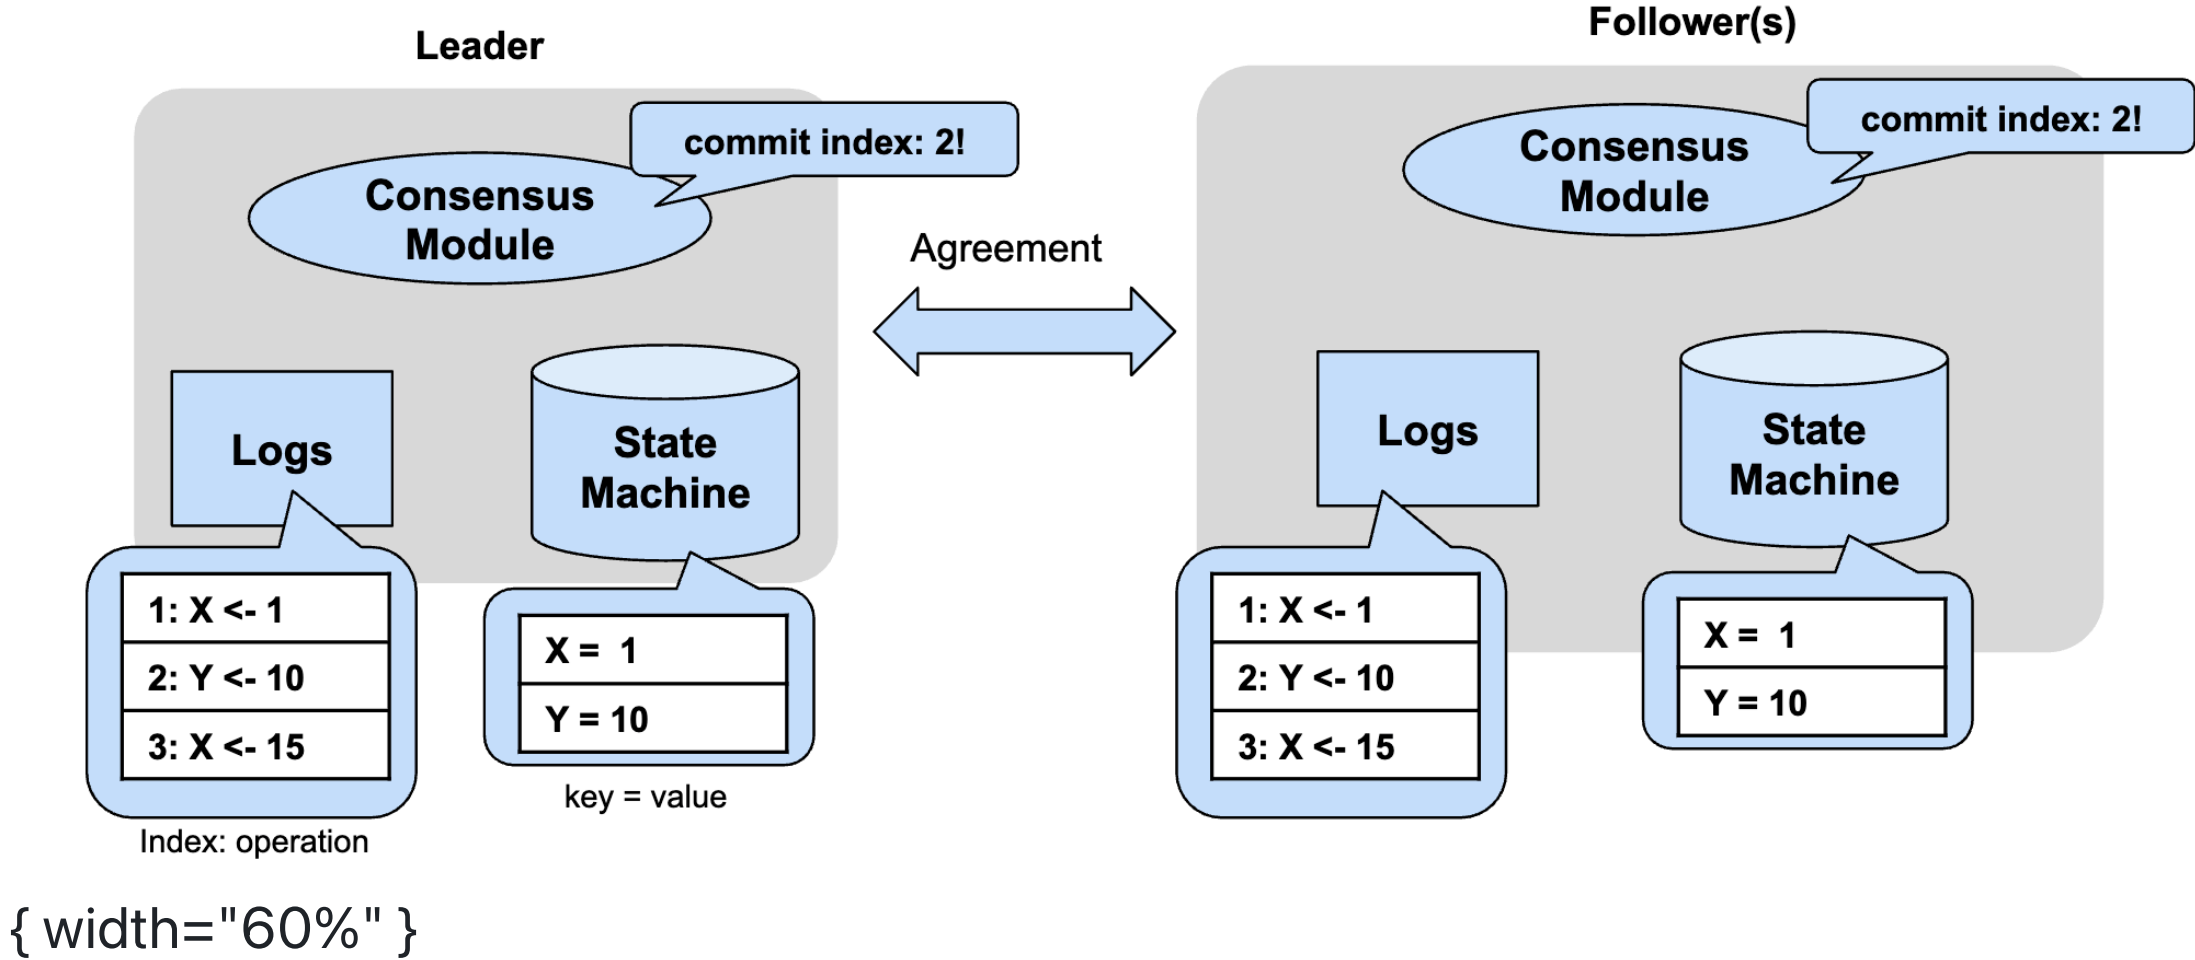 Leader
commit index: 2!
Consensus
Module
Logs
State
Machine
1: X <- 1
2: Y <- 10
3: X <- 15
Index: operation
X = 1
Y = 10
key = value
Agreement
Follower(s)
commit index: 2!
Consensus
Module
Logs
State
Machine
1: X <- 1
2: Y <- 10
3: X <- 15
X = 1
Y = 10
{ width="60%" }